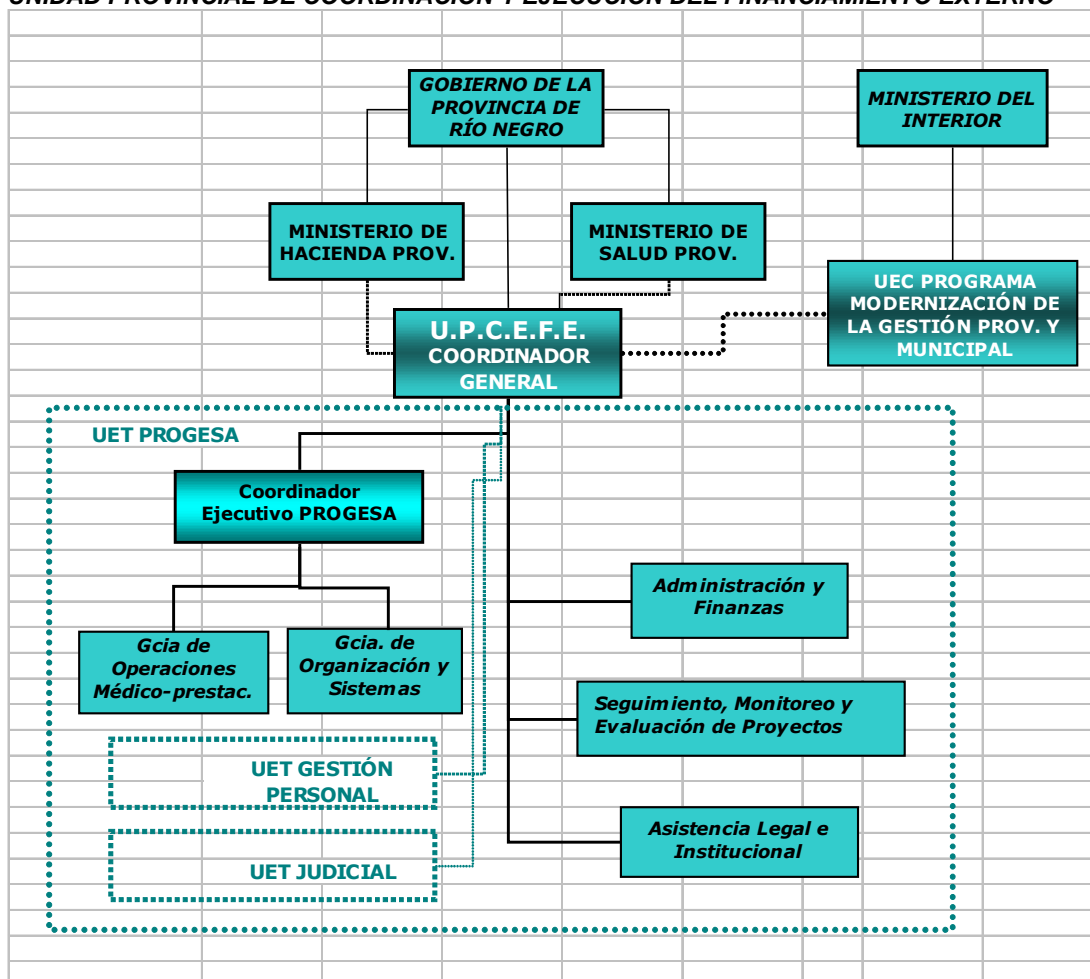 UNIDAD PROVINCIAL DE COORDINACIÓN Y EJECUCIÓN DEL FINANCIAMIENTO EXTERNO
GOBIERNO DE LA
PROVINCIA DE
RÍO NEGRO
MINISTERIO DEL
INTERIOR
MINISTERIO DE
HACIENDA PROV.
MINISTERIO DE
SALUD PROV.
UEC PROGRAMA
MODERNIZACIÓN DE
LA GESTIÓN PROV. Y
MUNICIPAL
U.P.C.E.F.E.
COORDINADOR
GENERAL
UET PROGESA
Coordinador
Ejecutivo PROGESA
Administración y
Finanzas
Gcia de
Operaciones
Médico-prestac.
Gcia. de
Organización y
Sistemas
Seguimiento, Monitoreo y
Evaluación de Proyectos
UET GESTIÓN
PERSONAL
Asistencia Legal e
Institucional
UET JUDICIAL